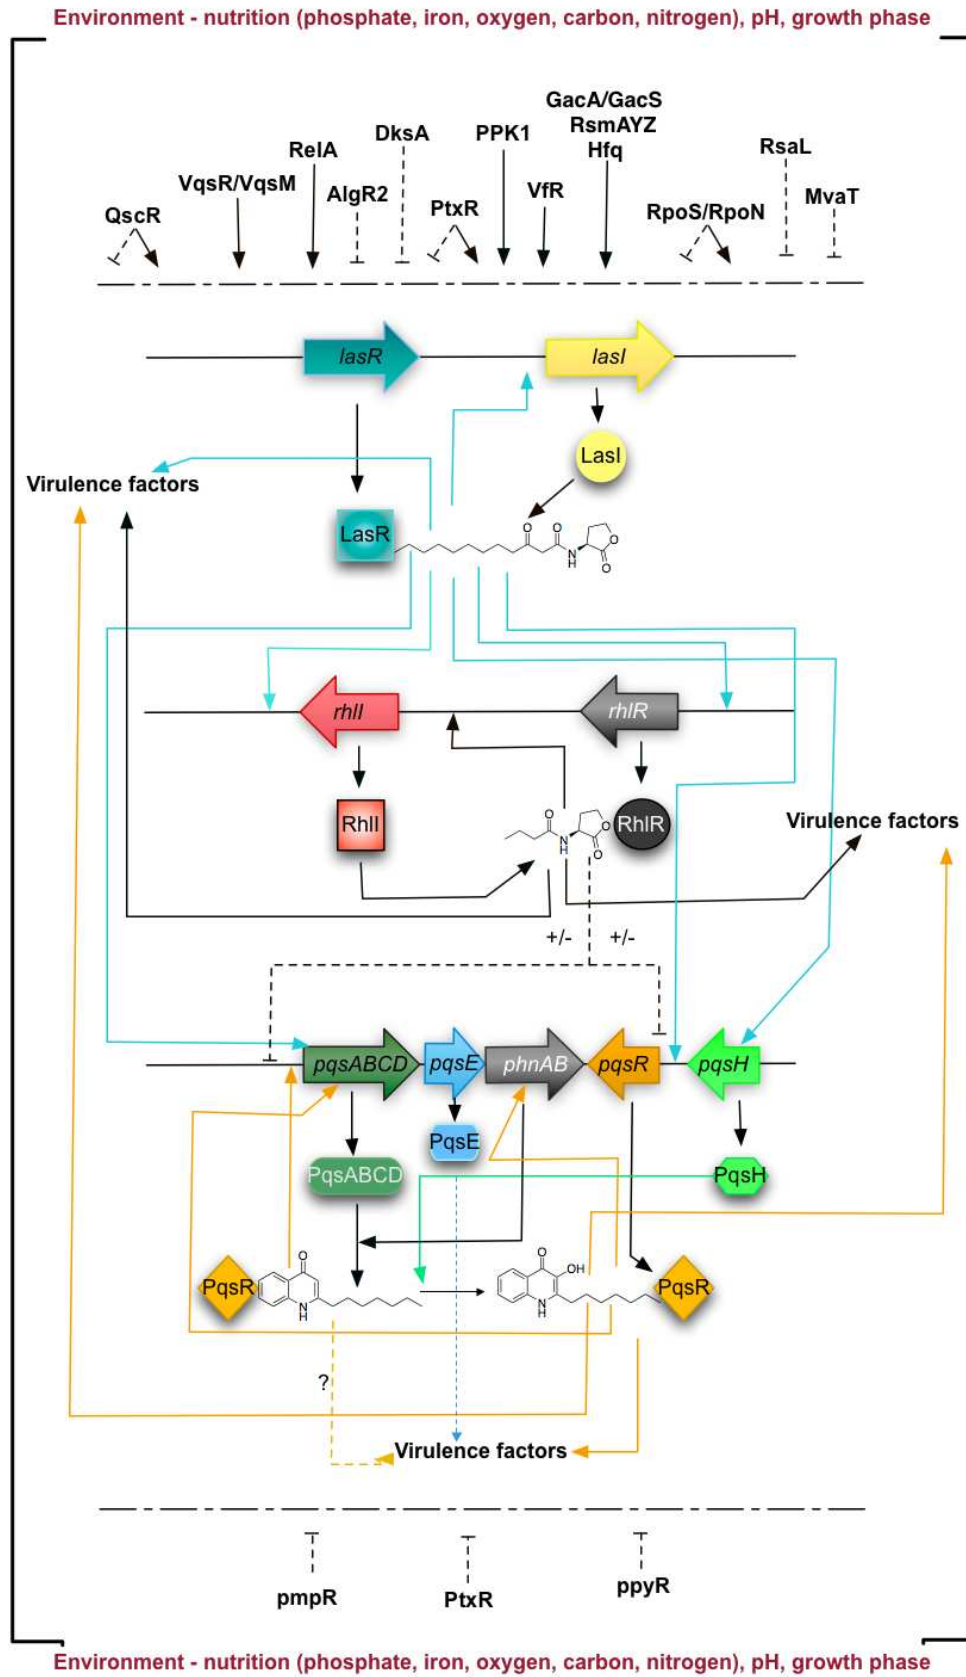 Environment - nutrition (phosphate, iron, oxygen, carbon, nitrogen), pH, growth phase
GacA/GacS
RsmAYZ
Hfq
DksA
PPK1
RelA
RsaL
VqsR/VqsM
AlgR2
VfR
MvaT
QscR
PtxR
RpoS/RpoN
lasR
lasI
LasI
Virulence factors
LasR
O
O
O
N
H
O
rhlI
rhlR
RhlI
O
O
N
H
O
RhlR
Virulence factors
+/-
+/-
pqsABCD
pqsE
phnAB
pqsR
pqsH
PqsE
PqsABCD
PqsH
PqsR
O
N
H
O
OH
N
H
PqsR
?
Virulence factors
pmpR
PtxR
ppyR
Environment - nutrition (phosphate, iron, oxygen, carbon, nitrogen), pH, growth phase